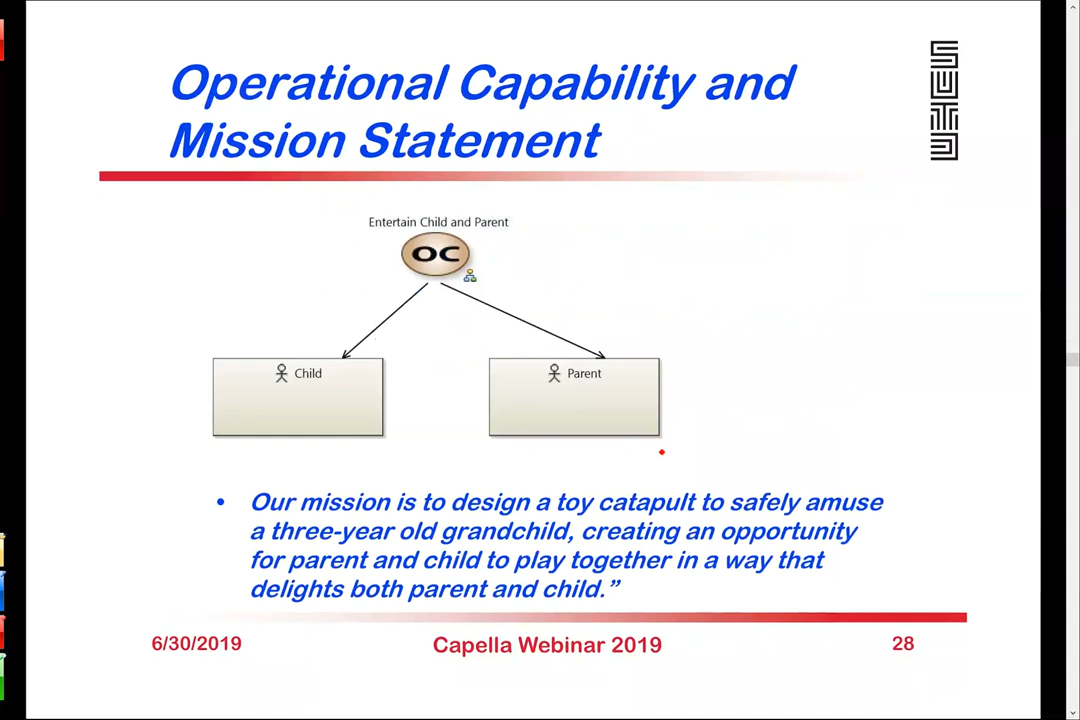 Operational Capability and
Mission Statement
Entertain Child and Parent
OC
Child
Parent
• Our mission is to design a toy catapult to safely amuse
a three-year old grandchild, creating an opportunity
for parent and child to play together in a way that
delights both parent and child.”
6/30/2019
Capella Webinar 2019
28